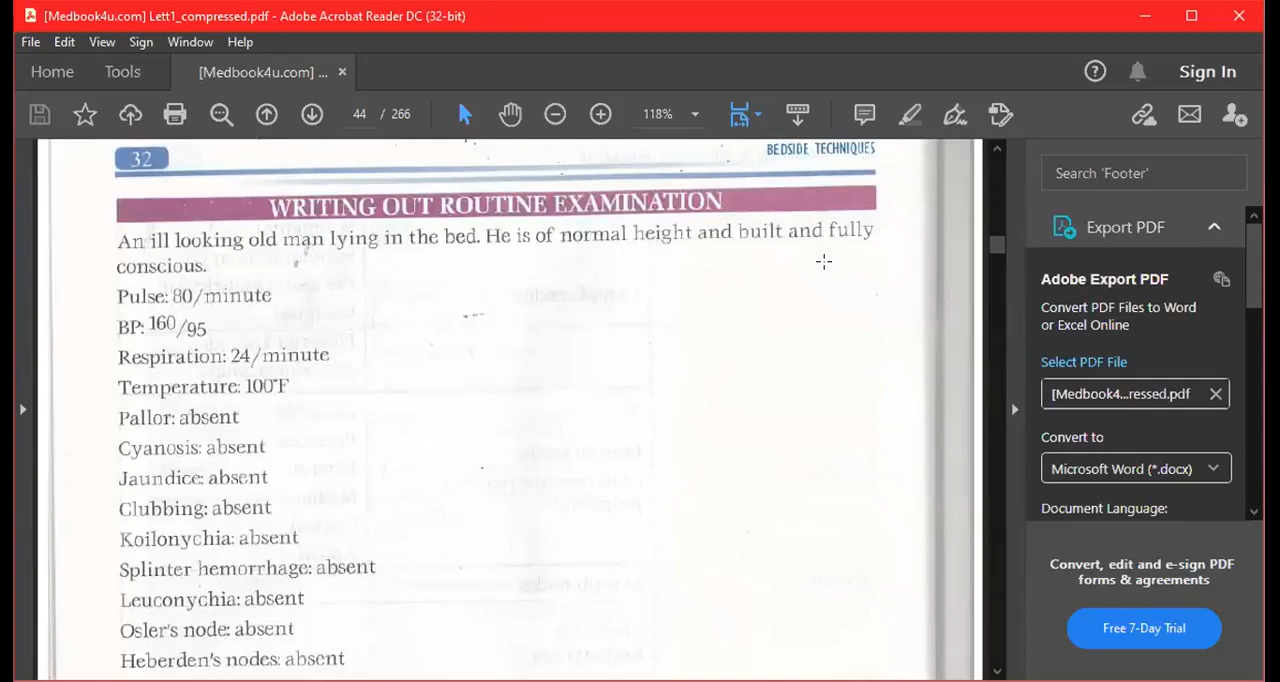 [Medbook4u.com] Lett1_compressed.pdf - Adobe Acrobat Reader DC (32-bit)
File Edit View Sign Window Help
Home Tools [Medbook4u.com] ... × Sign In
44 / 266 118%
32 BEDSIDE TECHNIQUES
WRITING OUT ROUTINE EXAMINATION
An ill looking old man lying in the bed. He is of normal height and built and fully
conscious.
Pulse: 80/minute
BP: 160/95
Respiration: 24/minute
Temperature: 100°F
Pallor: absent
Cyanosis: absent
Jaundice: absent
Clubbing: absent
Koilonychia: absent
Splinter hemorrhage: absent
Leuconychia: absent
Osler's node: absent
Heberden's nodes: absent
Search 'Footer'
Export PDF
Adobe Export PDF
Convert PDF Files to Word
or Excel Online
Select PDF File
[Medbook4...ressed.pdf
Convert to
Microsoft Word (*.docx)
Document Language:
Convert, edit and e-sign PDF
forms & agreements
Free 7-Day Trial